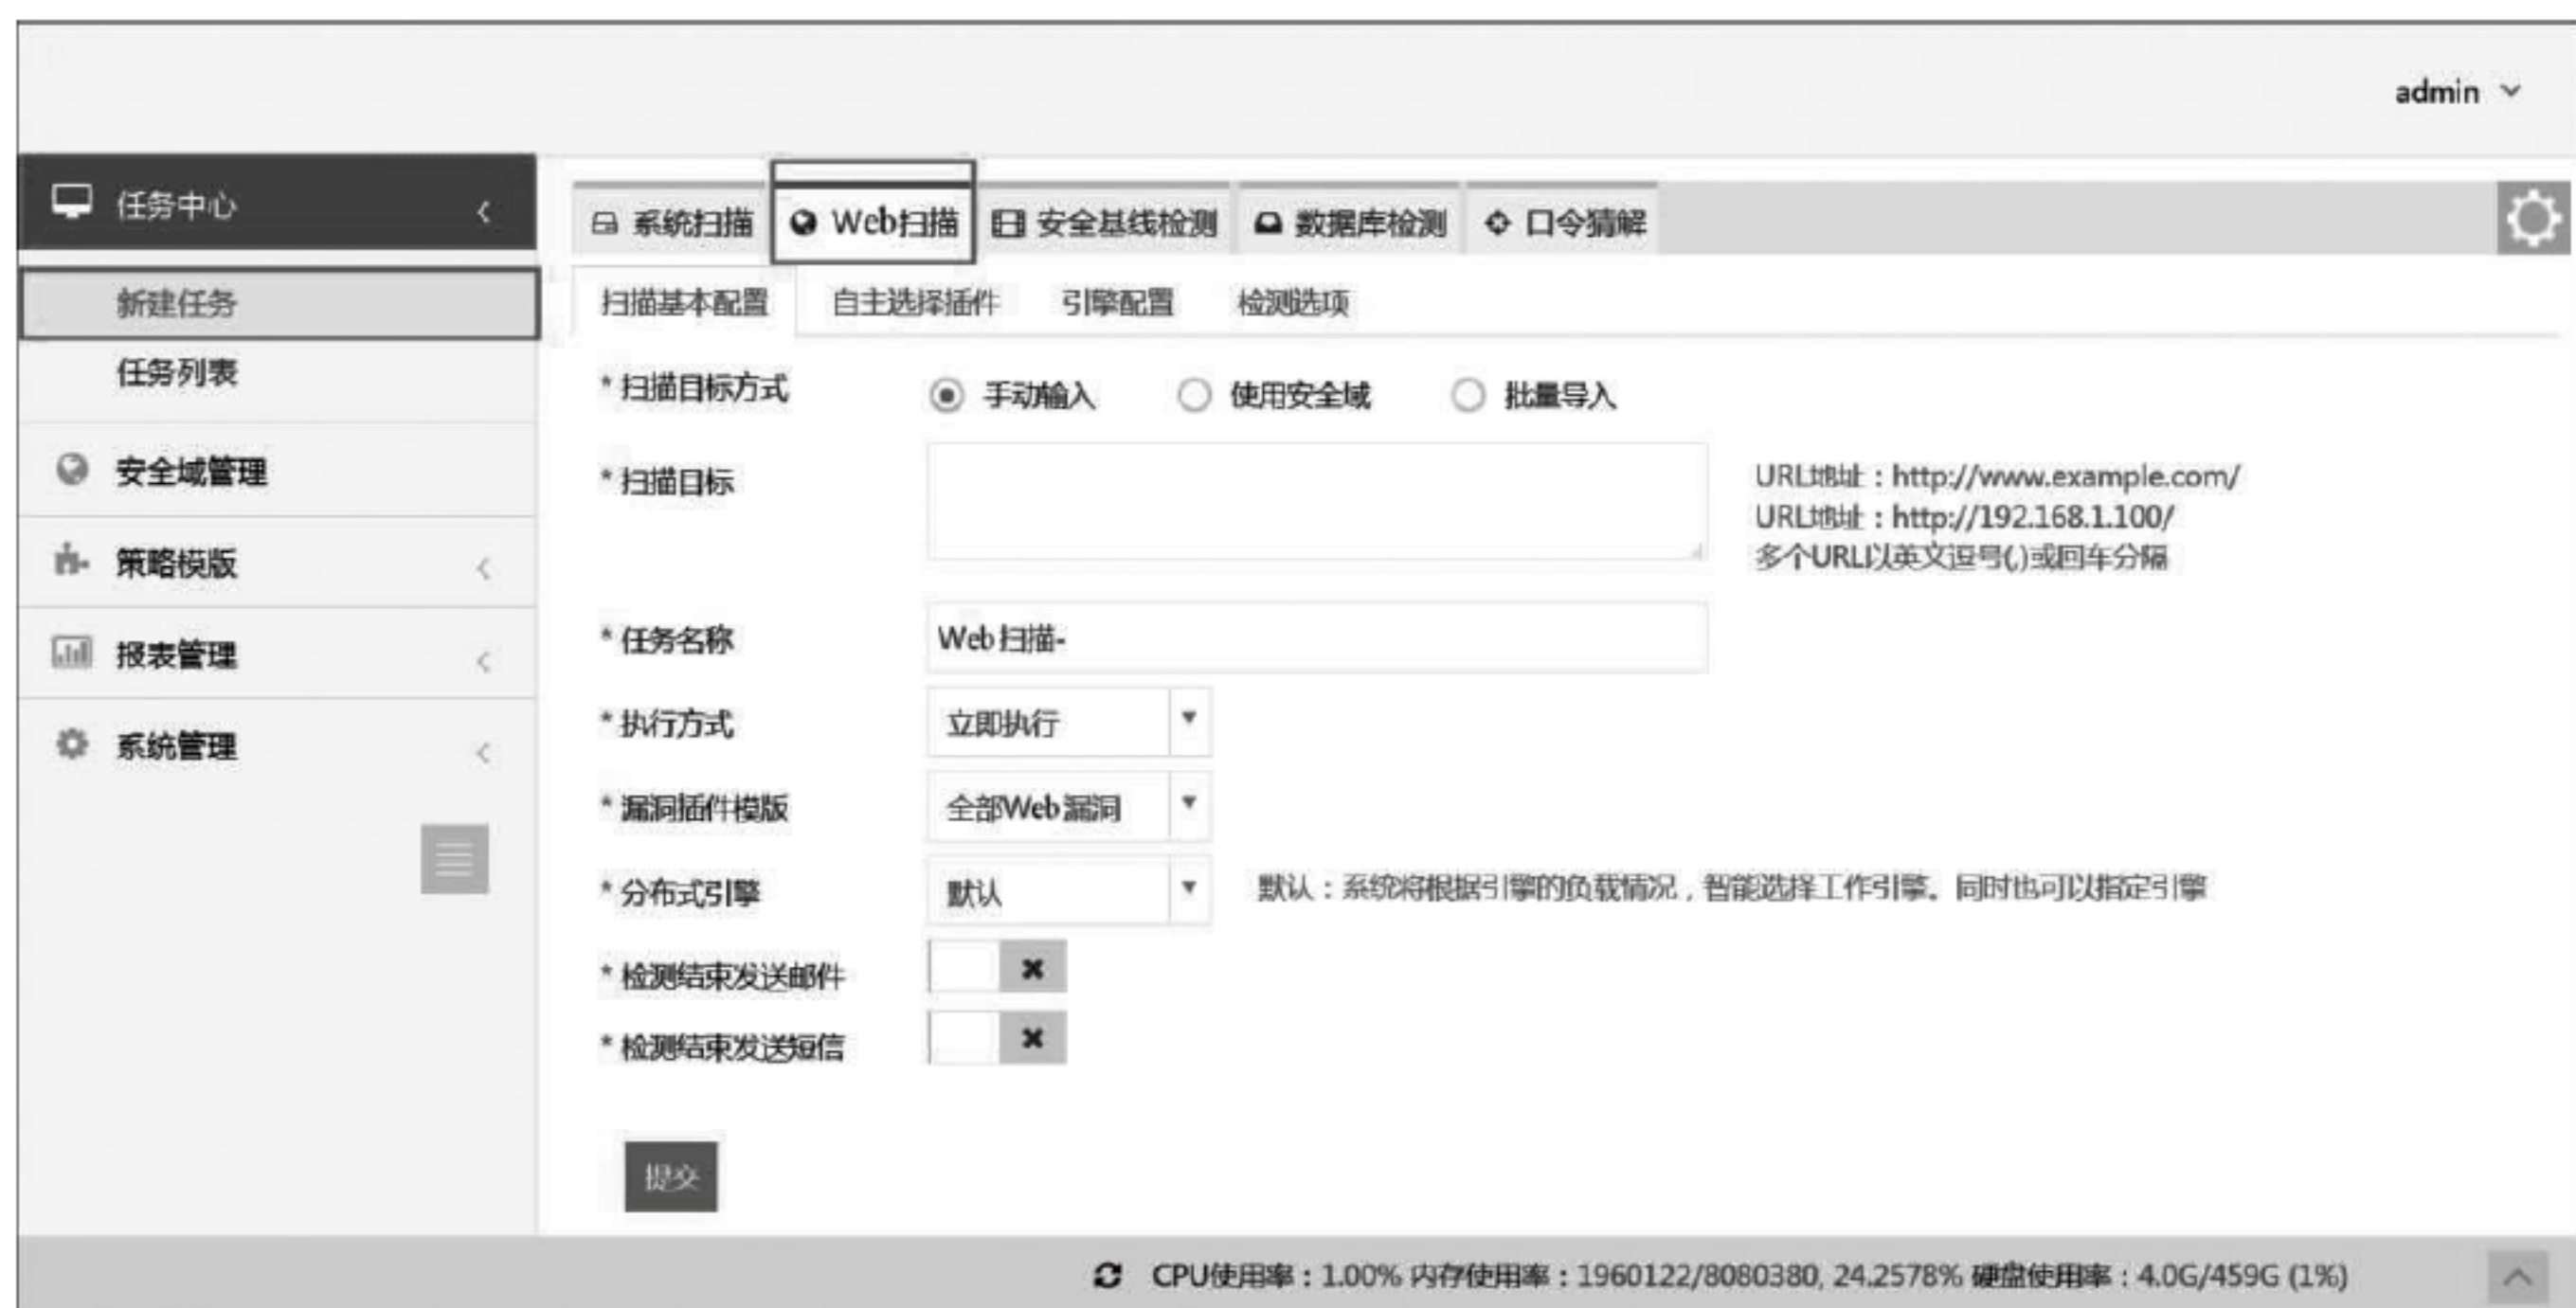 admin
任务中心
新建任务
任务列表
安全域管理
策略模版
报表管理
系统管理
系统扫描 Web扫描 安全基线检测 数据库检测 口令猜解
扫描基本配置 自主选择插件 引擎配置 检测选项
* 扫描目标方式 手动输入 使用安全域 批量导入
* 扫描目标
URL地址：http://www.example.com/
URL地址：http://192.168.1.100/
多个URL以英文逗号(,)或回车分隔
* 任务名称 Web 扫描-
* 执行方式 立即执行
* 漏洞插件模版 全部Web 漏洞
* 分布式引擎 默认 默认：系统将根据引擎的负载情况，智能选择工作引擎。同时也可以指定引擎
* 检测结束发送邮件
* 检测结束发送短信
提交
CPU使用率：1.00% 内存使用率：1960122/8080380, 24.2578% 硬盘使用率：4.0G/459G (1%)